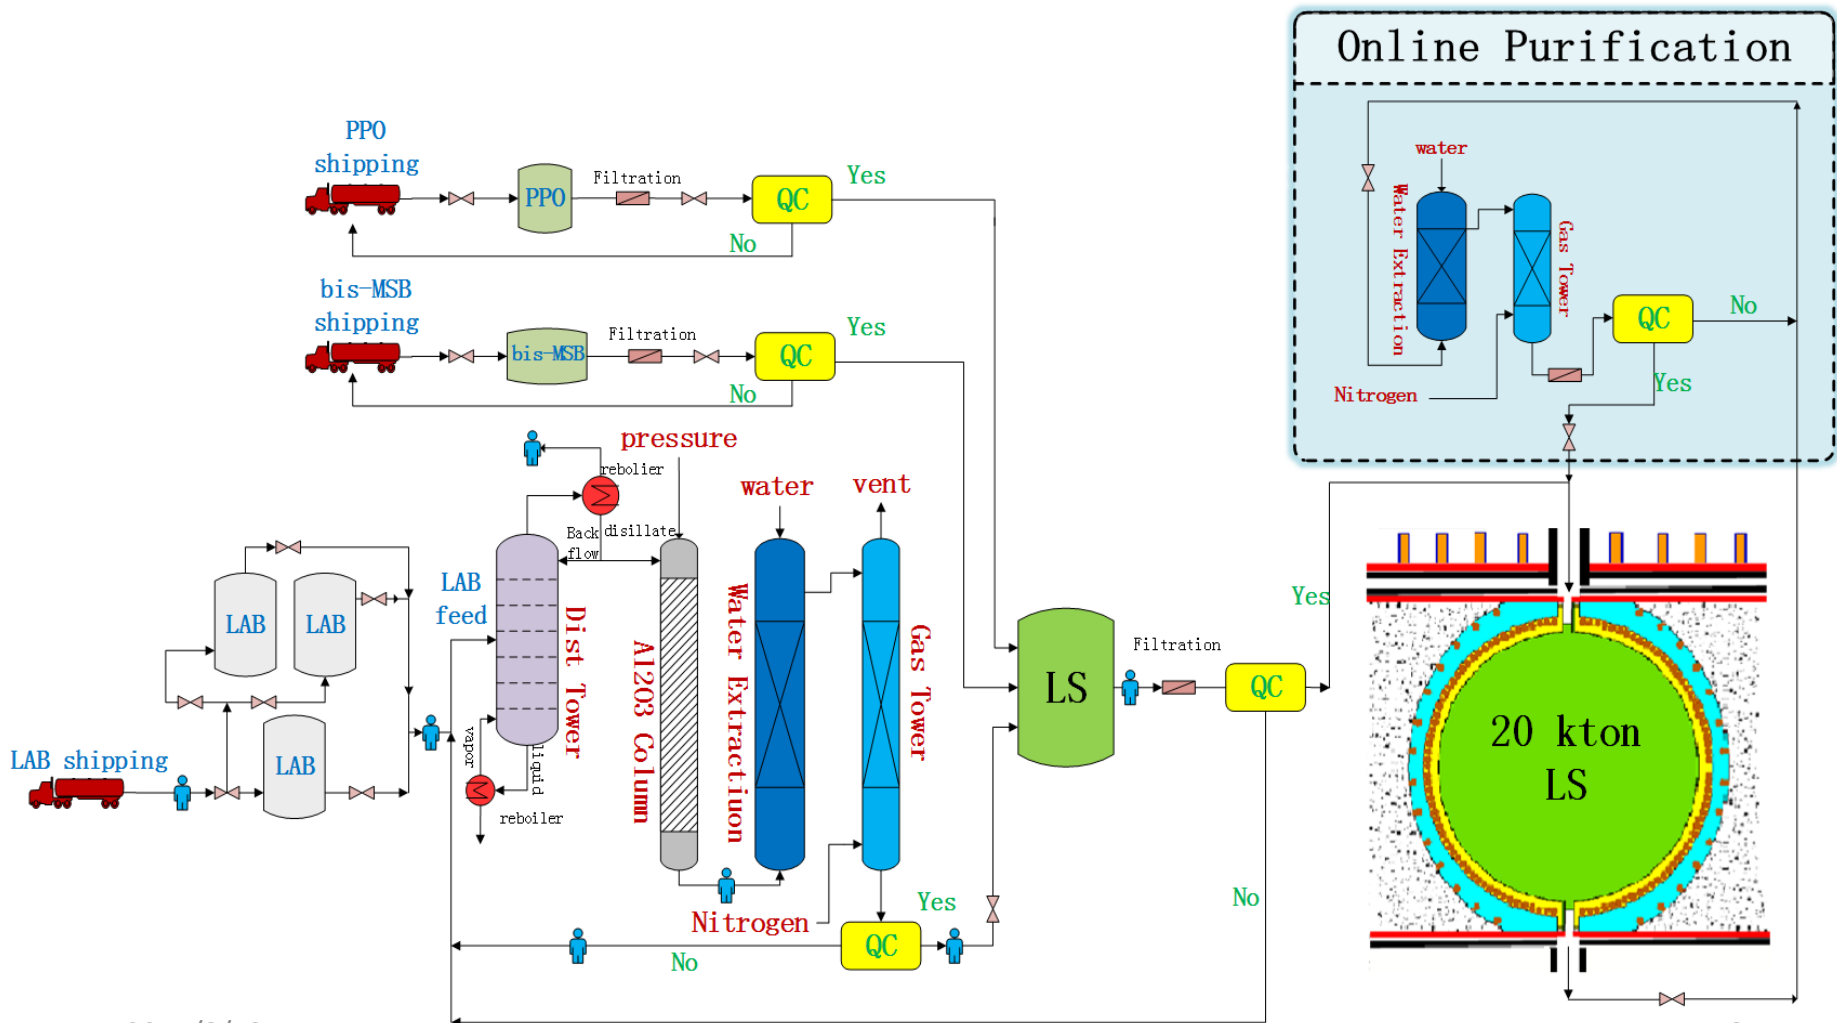 Online Purification
PPO
shipping
PPO
Filtration
QC
Yes
No
water
Water Extraction
Gas Tower
QC
No
Yes
Nitrogen
bis-MSB
shipping
bis-MSB
Filtration
QC
Yes
No
pressure
rebolier
water
vent
Back
flow
disillate
LAB
feed
Dist Tower
Al2O3 Column
Water Extractiuon
Gas Tower
LAB
LAB
LAB
LAB shipping
vapor
liquid
reboiler
Nitrogen
QC
Yes
No
LS
Filtration
QC
Yes
No
20 kton
LS